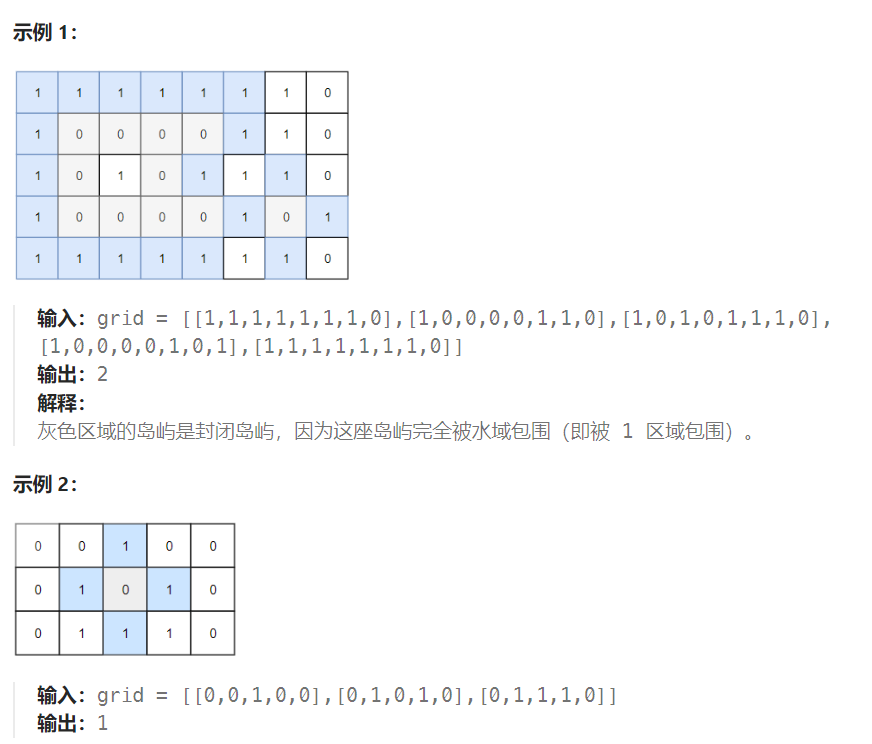 示例 1：
1 1 1 1 1 1 1 0
1 0 0 0 0 1 1 0
1 0 1 0 1 1 1 0
1 0 0 0 0 1 0 1
1 1 1 1 1 1 1 0
输入：grid = [[1,1,1,1,1,1,1,0],[1,0,0,0,0,1,1,0],[1,0,1,0,1,1,1,0],
[1,0,0,0,0,1,0,1],[1,1,1,1,1,1,1,0]]
输出：2
解释：
灰色区域的岛屿是封闭岛屿，因为这座岛屿完全被水域包围（即被 1 区域包围）。
示例 2：
0 0 1 0 0
0 1 0 1 0
0 1 1 1 0
输入：grid = [[0,0,1,0,0],[0,1,0,1,0],[0,1,1,1,0]]
输出：1